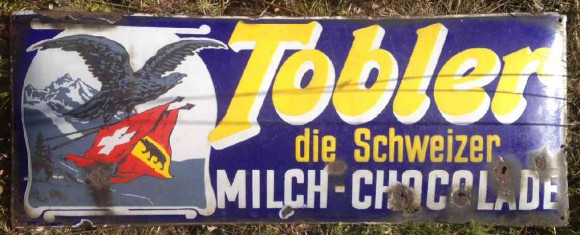 Tobler
die Schweizer
MILCH-CHOCOLADE